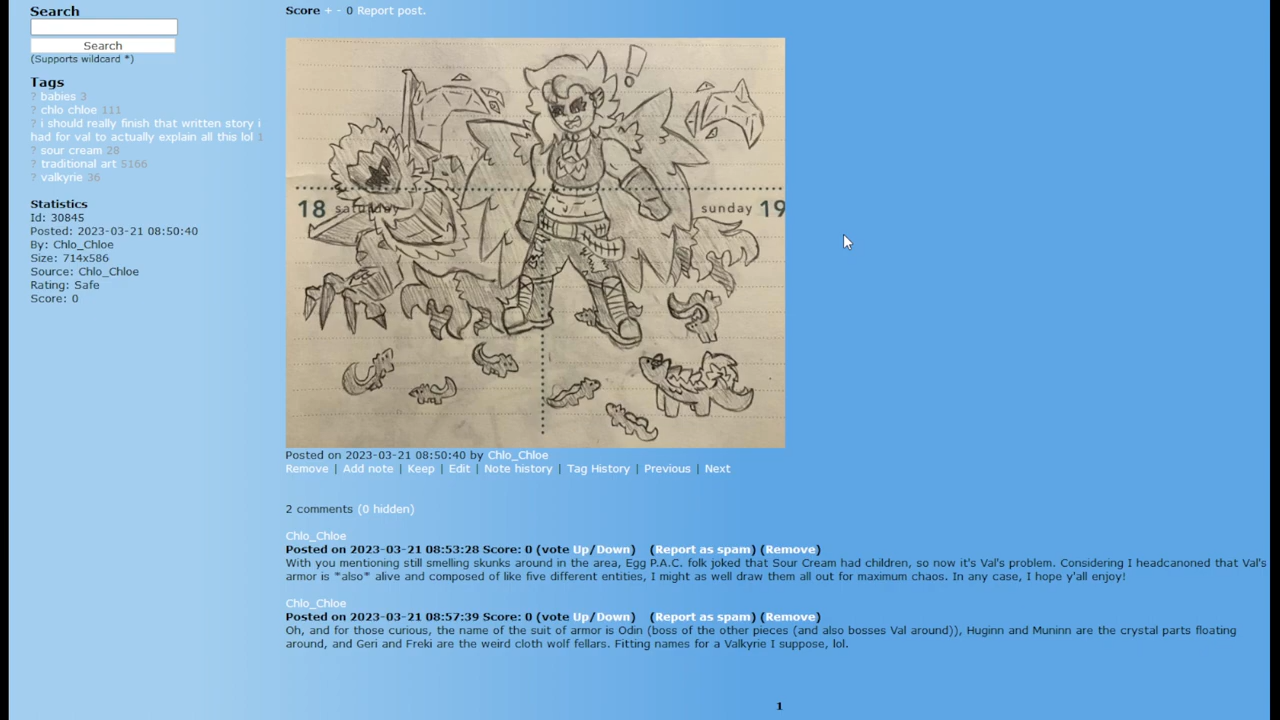 Search
Search
(Supports wildcard *)
Tags
? babies 3
? chlo chloe 111
? i should really finish that written story i
had for val to actually explain all this lol 1
? sour cream 28
? traditional art 5166
? valkyrie 36
Statistics
Id: 30845
Posted: 2023-03-21 08:50:40
By: Chlo_Chloe
Size: 714x586
Source: Chlo_Chloe
Rating: Safe
Score: 0
Score + - 0 Report post.
!
18 saturday
sunday 19
Posted on 2023-03-21 08:50:40 by Chlo_Chloe
Remove | Add note | Keep | Edit | Note history | Tag History | Previous | Next
2 comments (0 hidden)
Chlo_Chloe
Posted on 2023-03-21 08:53:28 Score: 0 (vote Up/Down) (Report as spam) (Remove)
With you mentioning still smelling skunks around in the area, Egg P.A.C. folk joked that Sour Cream had children, so now it's Val's problem. Considering I headcanoned that Val's
armor is *also* alive and composed of like five different entities, I might as well draw them all out for maximum chaos. In any case, I hope y'all enjoy!
Chlo_Chloe
Posted on 2023-03-21 08:57:39 Score: 0 (vote Up/Down) (Report as spam) (Remove)
Oh, and for those curious, the name of the suit of armor is Odin (boss of the other pieces (and also bosses Val around)), Huginn and Muninn are the crystal parts floating
around, and Geri and Freki are the weird cloth wolf fellars. Fitting names for a Valkyrie I suppose, lol.
1